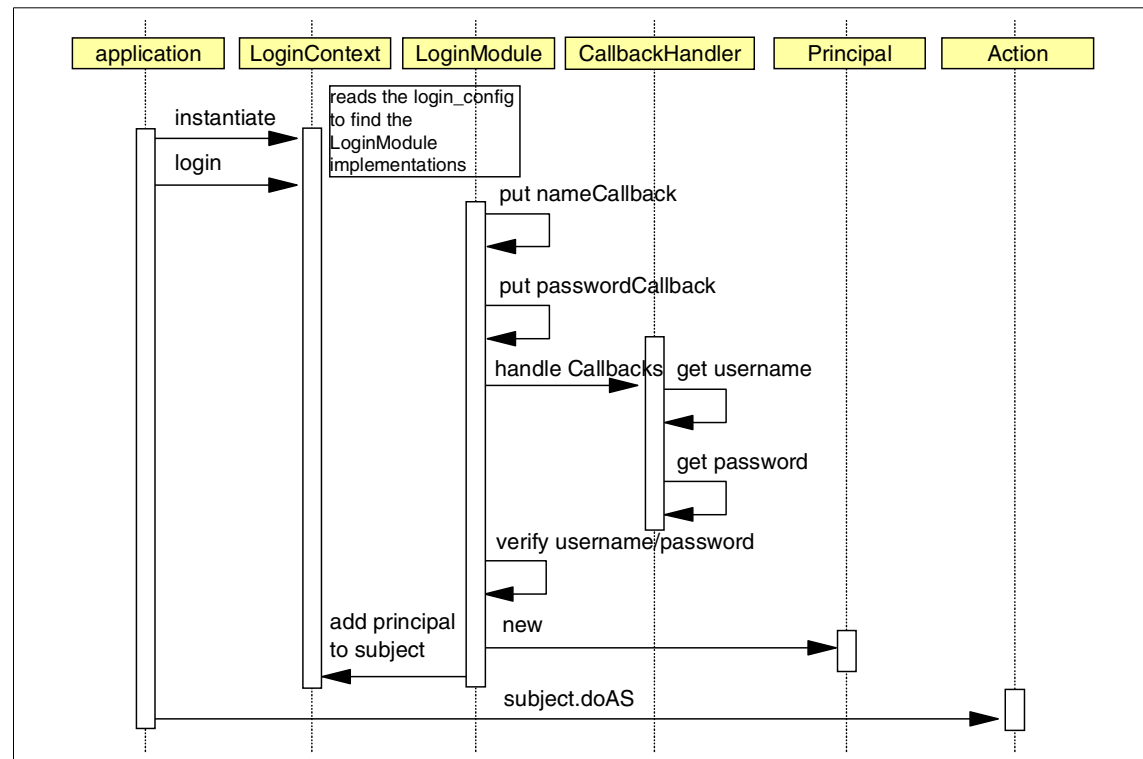 application
LoginContext
LoginModule
CallbackHandler
Principal
Action
reads the login_config
to find the
LoginModule
implementations
instantiate
login
put nameCallback
put passwordCallback
handle Callbacks
get username
get password
verify username/password
add principal
to subject
new
subject.doAS